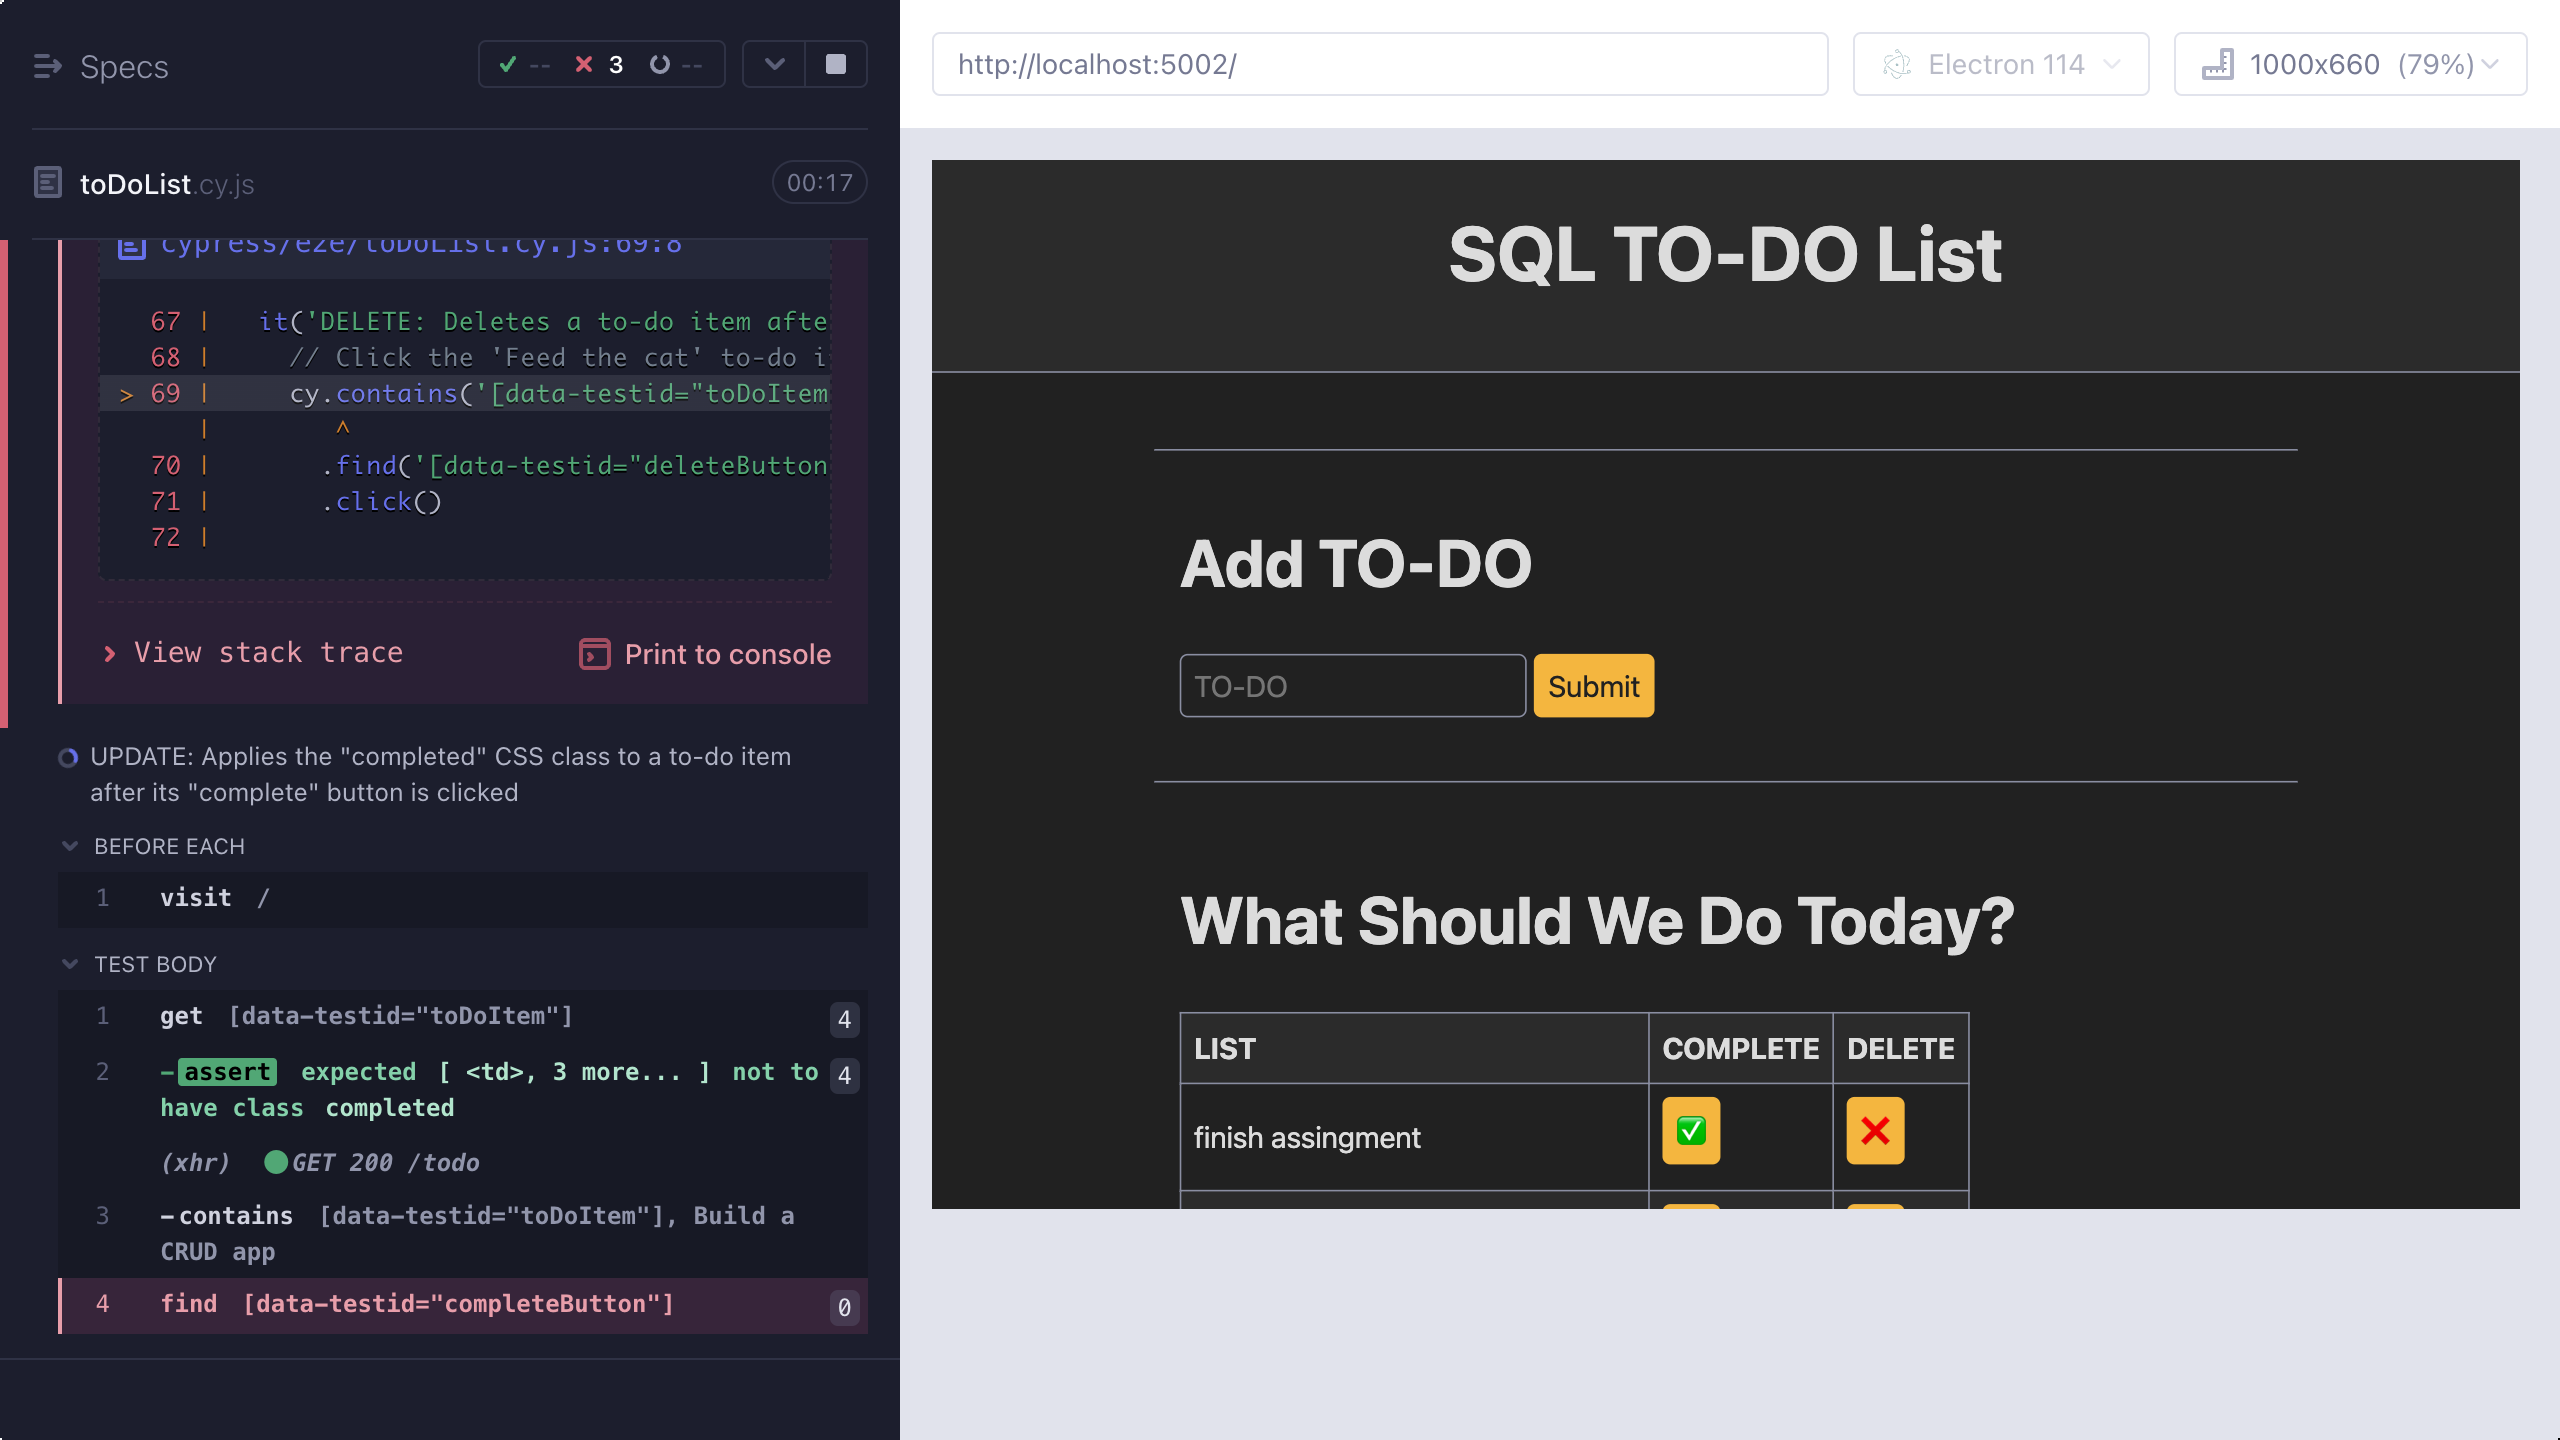 Specs
-- 3 --
toDoList.cy.js
00:17
cypress/e2e/toDoList.cy.js:69:8
67 | it('DELETE: Deletes a to-do item afte
68 | // Click the 'Feed the cat' to-do i
> 69 | cy.contains('[data-testid="toDoItem
| ^
70 | .find('[data-testid="deleteButton
71 | .click()
72 |
View stack trace
Print to console
UPDATE: Applies the "completed" CSS class to a to-do item
after its "complete" button is clicked
BEFORE EACH
1 visit /
TEST BODY
1 get [data-testid="toDoItem"] 4
2 -assert expected [ <td>, 3 more... ] not to 4
have class completed
(xhr) GET 200 /todo
3 -contains [data-testid="toDoItem"], Build a
CRUD app
4 find [data-testid="completeButton"] 0
http://localhost:5002/
Electron 114
1000x660 (79%)
SQL TO-DO List
Add TO-DO
TO-DO
Submit
What Should We Do Today?
LIST COMPLETE DELETE
finish assingment